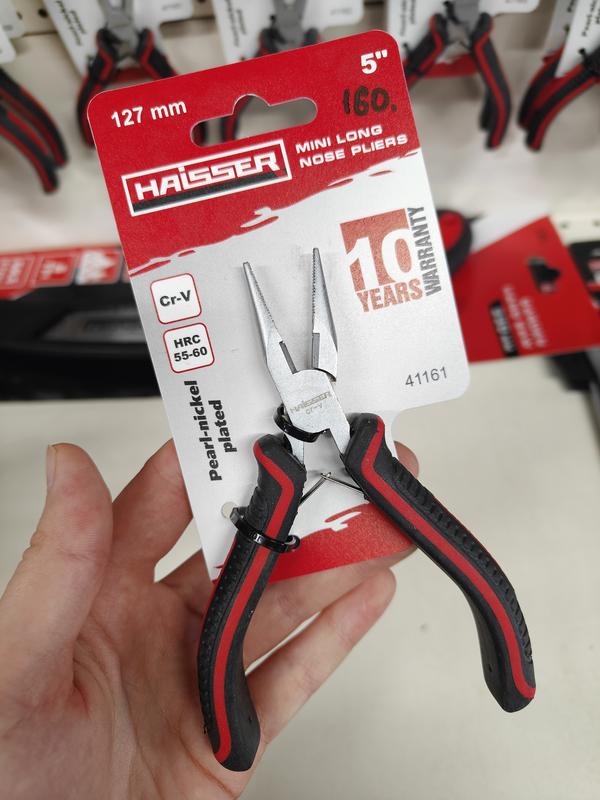 127 mm
5"
160.
HAISSER
MINI LONG
NOSE PLIERS
10
YEARS
WARRANTY
Cr-V
HRC
55-60
41161
Pearl-nickel
plated
HAISSER
Cr-V